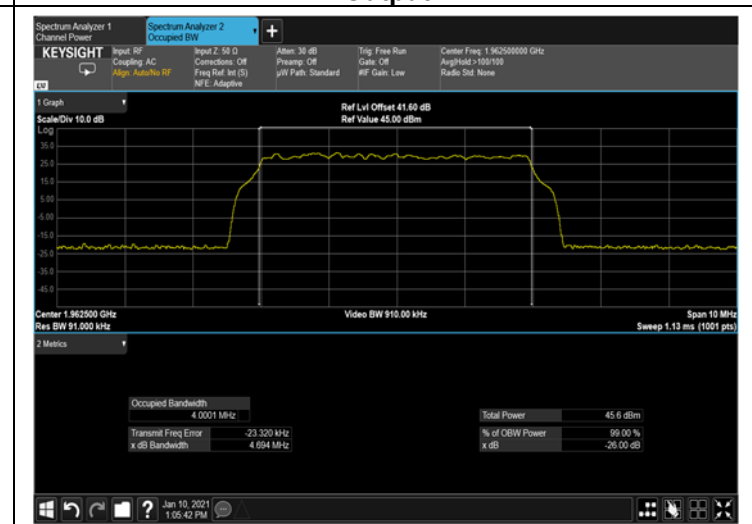 Spectrum Analyzer 1
Channel Power
Spectrum Analyzer 2
Occupied BW
KEYSIGHT
Input: RF
Coupling: AC
Align: Auto/No RF
Input Z: 50 Ω
Corrections: Off
Freq Ref: Int (S)
NFE: Adaptive
Atten: 30 dB
Preamp: Off
µW Path: Standard
Trig: Free Run
Gate: Off
#IF Gain: Low
Center Freq: 1.962500000 GHz
Avg|Hold:>100/100
Radio Std: None
1 Graph
Scale/Div 10.0 dB
Ref Lvl Offset 41.60 dB
Ref Value 45.00 dBm
Log
35.0
25.0
15.0
5.00
-5.00
-15.0
-25.0
-35.0
-45.0
Center 1.962500 GHz
Res BW 91.000 kHz
Video BW 910.00 kHz
Span 10 MHz
Sweep 1.13 ms (1001 pts)
2 Metrics
Occupied Bandwidth
4.0001 MHz
Transmit Freq Error -23.320 kHz
x dB Bandwidth 4.694 MHz
Total Power 45.6 dBm
% of OBW Power 99.00 %
x dB -26.00 dB
Jan 10, 2021
1:05:42 PM